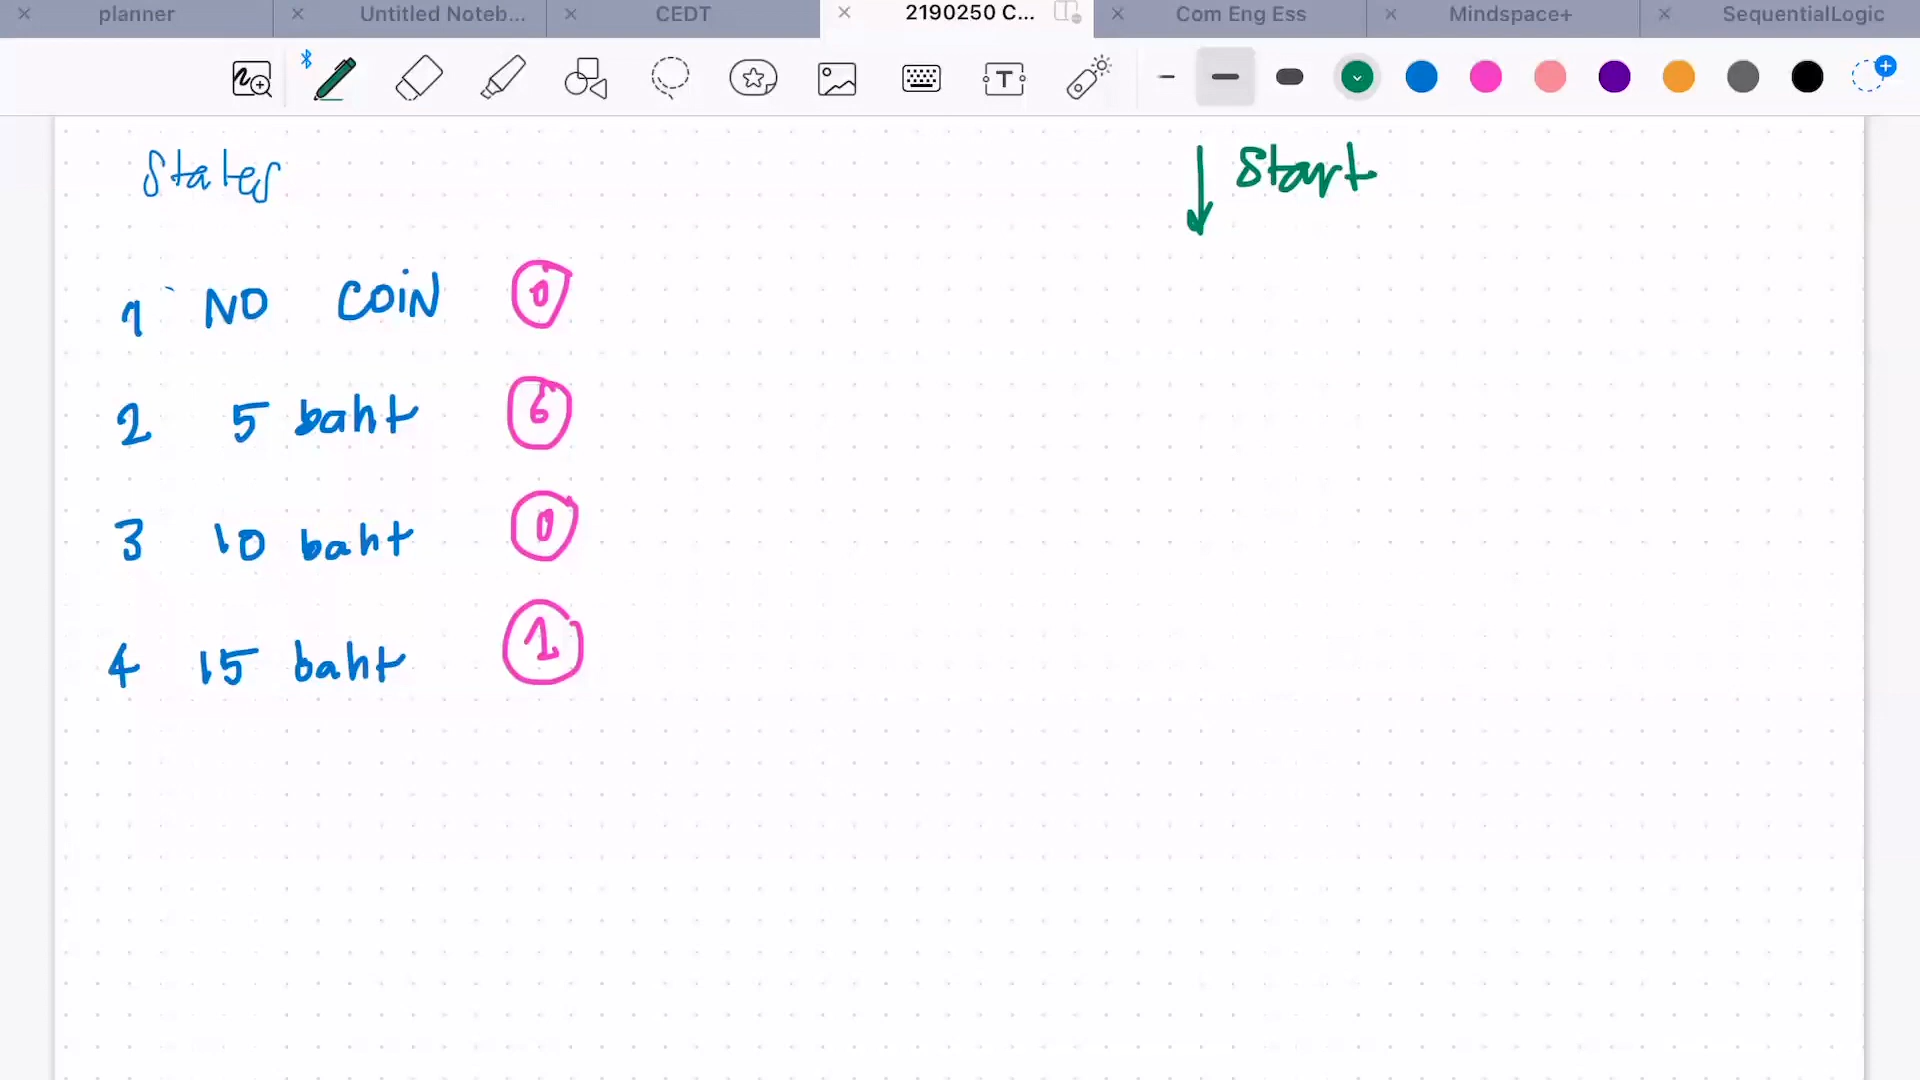 planner Untitled Noteb... CEDT 2190250 C... Com Eng Ess Mindspace+ SequentialLogic
States
Start
1 NO COIN 0
2 5 baht 0
3 10 baht 0
4 15 baht 1